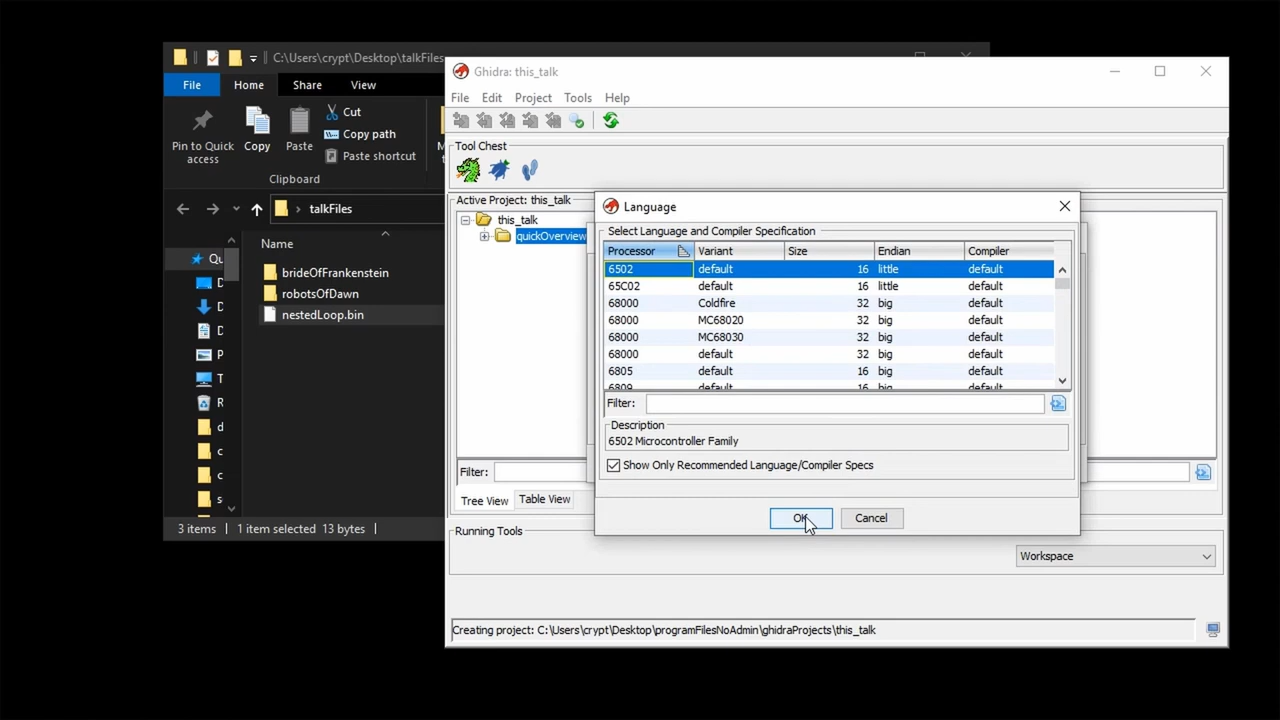 C:\Users\crypt\Desktop\talkFiles
File Home Share View
Pin to Quick access
Copy
Paste
Cut
Copy path
Paste shortcut
Clipboard
talkFiles
Name
brideOfFrankenstein
robotsOfDawn
nestedLoop.bin
3 items 1 item selected 13 bytes
Ghidra: this_talk
File Edit Project Tools Help
Tool Chest
Active Project: this_talk
this_talk
quickOverview
Filter:
Tree View Table View
Running Tools
Workspace
Creating project: C:\Users\crypt\Desktop\programFilesNoAdmin\ghidraProjects\this_talk
Language
Select Language and Compiler Specification
Processor Variant Size Endian Compiler
6502 default 16 little default
65C02 default 16 little default
68000 Coldfire 32 big default
68000 MC68020 32 big default
68000 MC68030 32 big default
68000 default 32 big default
6805 default 16 big default
6809 default 16 big default
Filter:
Description
6502 Microcontroller Family
Show Only Recommended Language/Compiler Specs
OK Cancel